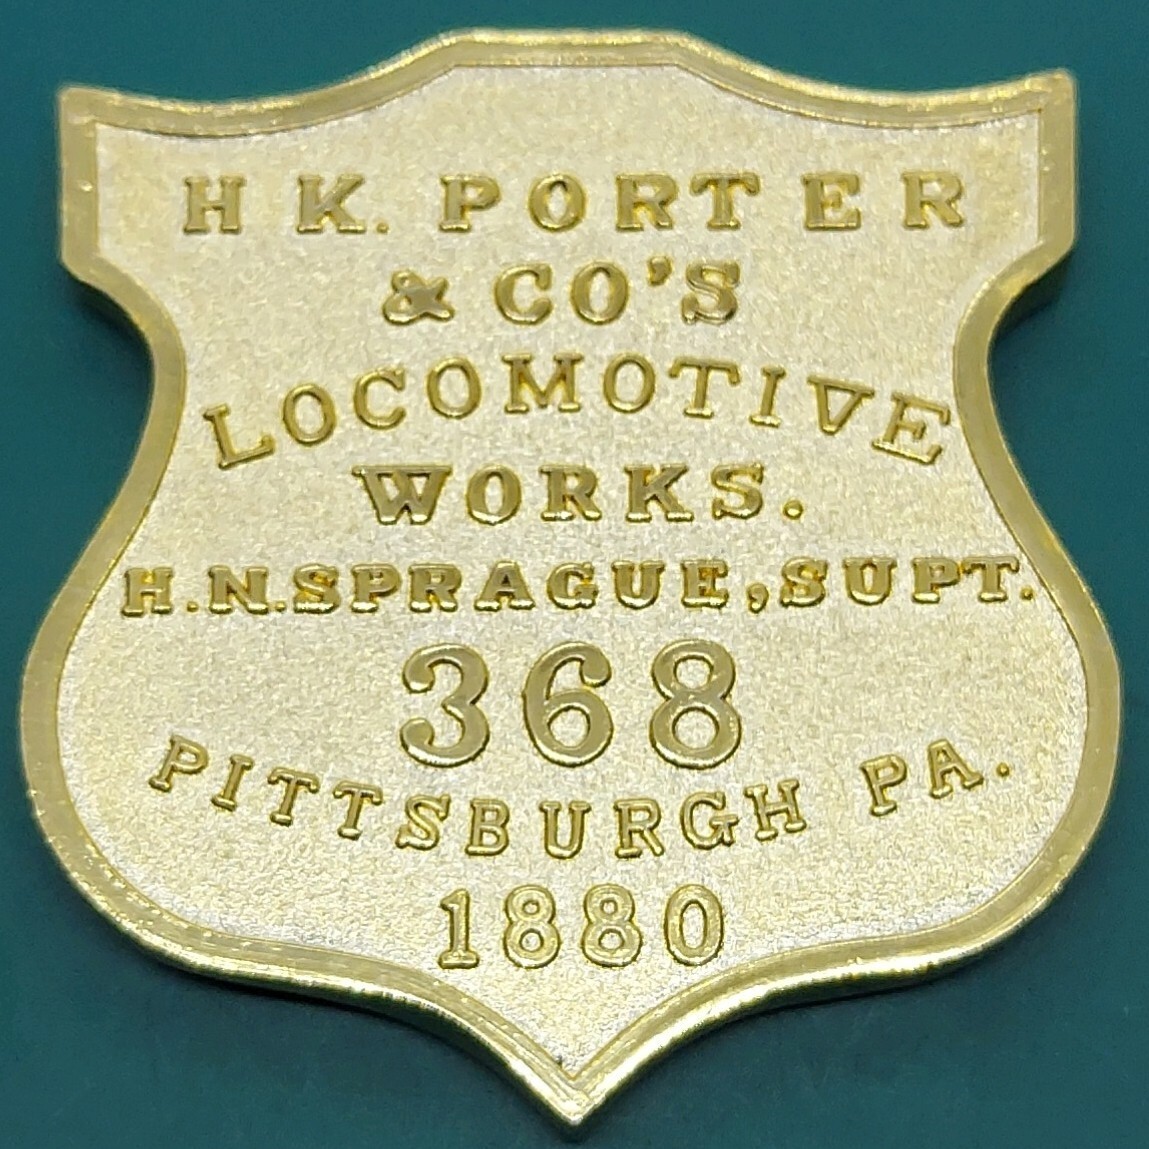 H K. PORTER
& CO'S
LOCOMOTIVE
WORKS.
H.N.SPRAGUE,SUPT.
368
PITTSBURGH PA.
1880